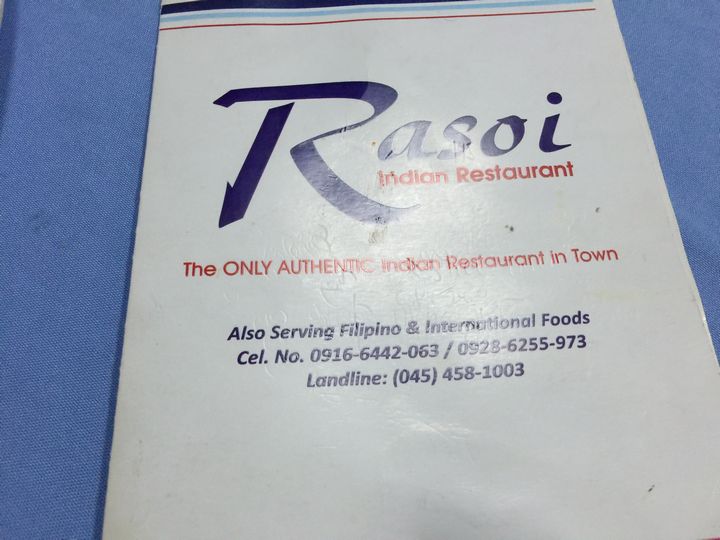 Rasoi
Indian Restaurant
The ONLY AUTHENTIC Indian Restaurant in Town
Also Serving Filipino & International Foods
Cel. No. 0916-6442-063 / 0928-6255-973
Landline: (045) 458-1003